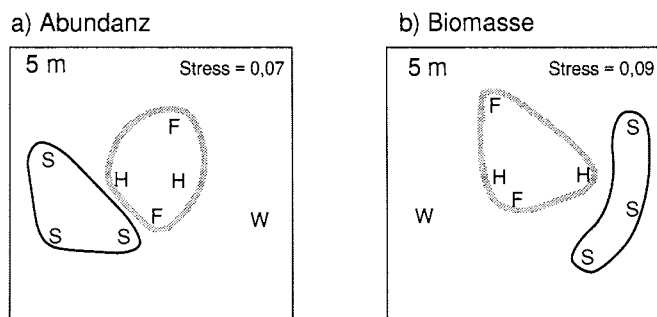 a) Abundanz
5 m
Stress = 0,07
F
S
H
H
F
W
S
S
b) Biomasse
5 m
Stress = 0,09
F
S
H
H
F
S
W
S